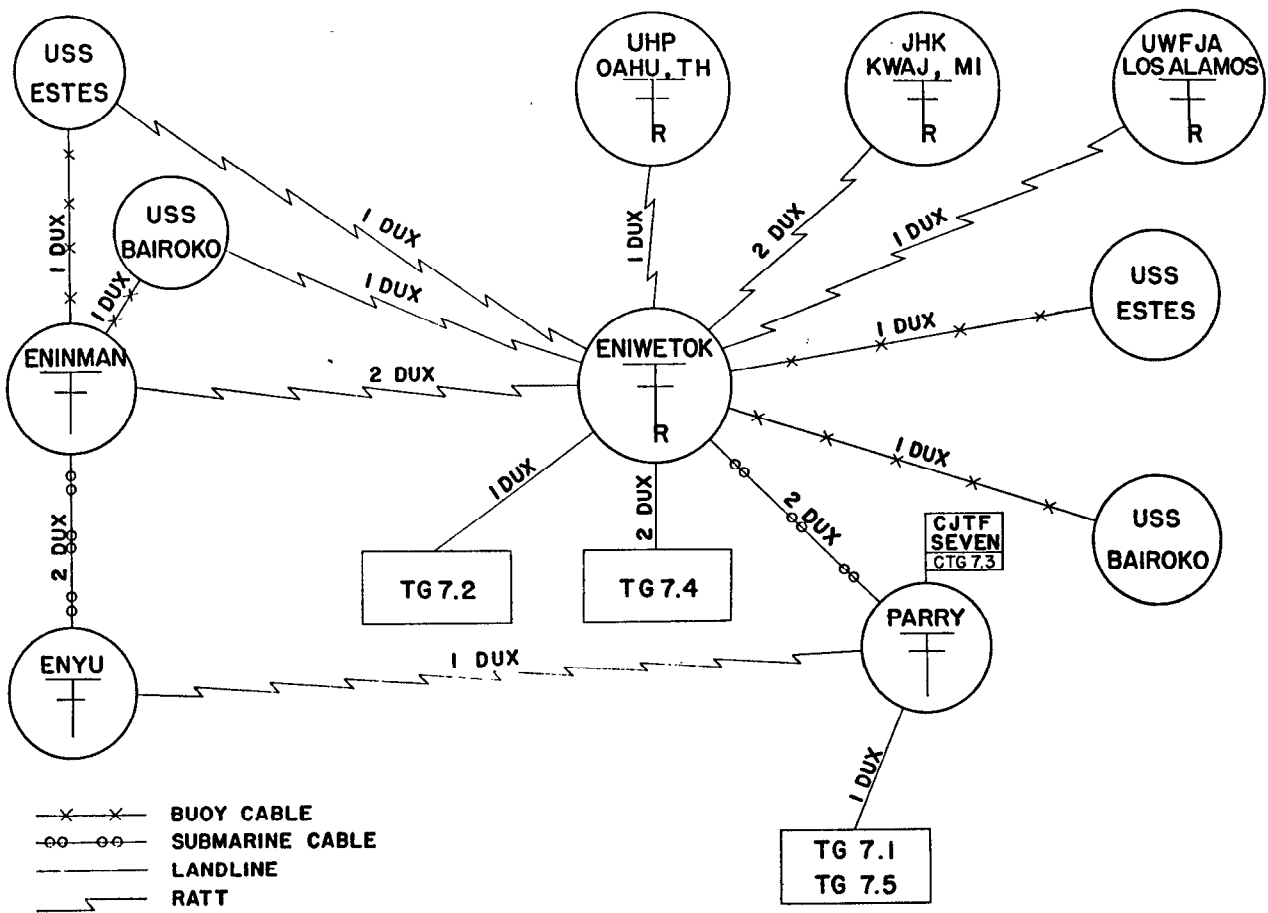 USS
ESTES
UHP
OAHU, TH
R
JHK
KWAJ, MI
R
UWFJA
LOS ALAMOS
R
USS
BAIROKO
1 DUX
1 DUX
1 DUX
1 DUX
1 DUX
2 DUX
1 DUX
USS
ESTES
1 DUX
ENINMAN
2 DUX
ENIWETOK
R
1 DUX
USS
BAIROKO
2 DUX
1 DUX
2 DUX
2 DUX
TG 7.2
TG 7.4
CJTF
SEVEN
CTG 7.3
PARRY
ENYU
1 DUX
1 DUX
TG 7.1
TG 7.5
BUOY CABLE
SUBMARINE CABLE
LANDLINE
RATT